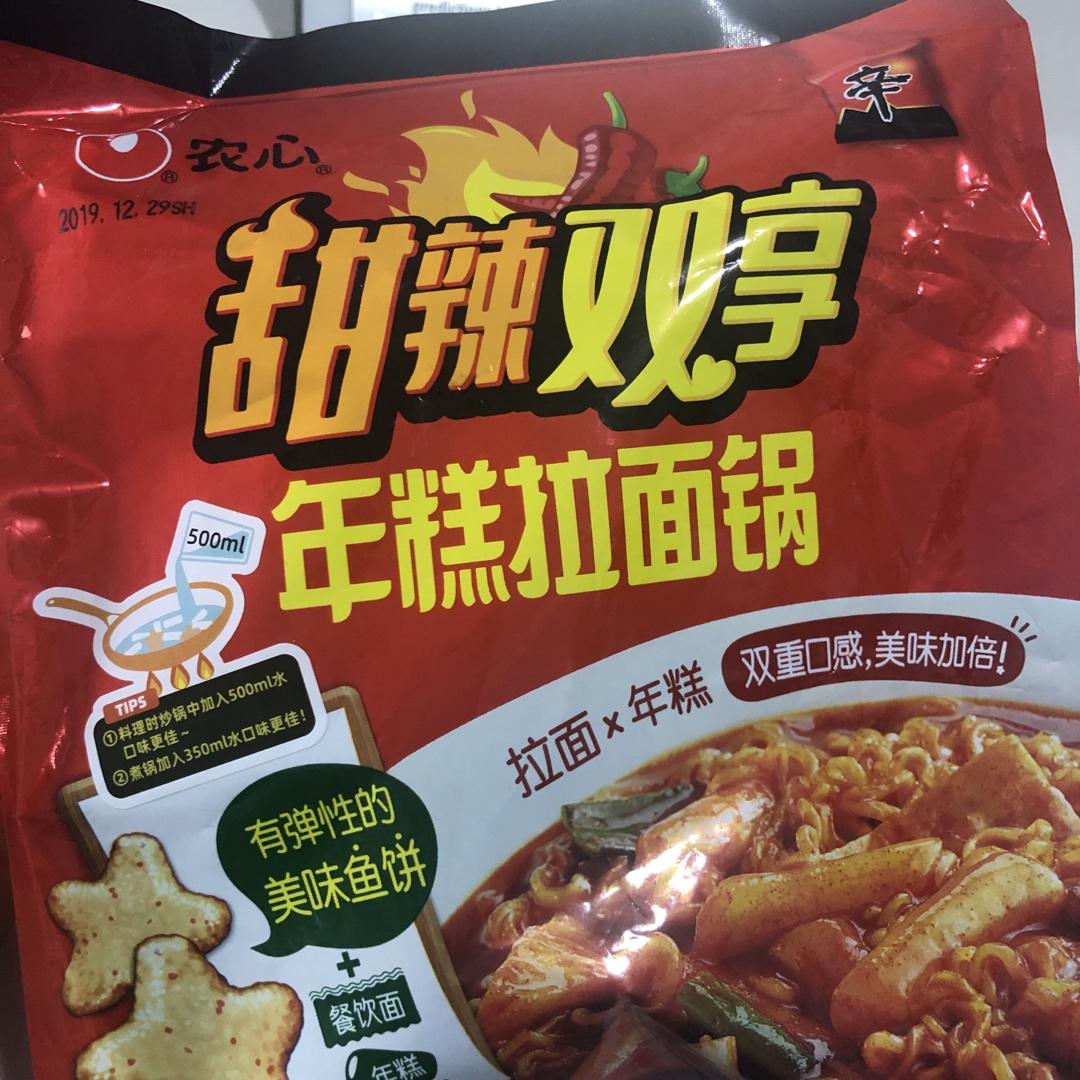 辛
农心
2019. 12. 29SH
甜辣双享
年糕拉面锅
500ml
TIPS
①料理时炒锅中加入500ml水
口味更佳~
②煮锅加入350ml水口味更佳!
拉面×年糕
双重口感,美味加倍!
有弹性的
美味鱼饼
+
餐饮面
年糕